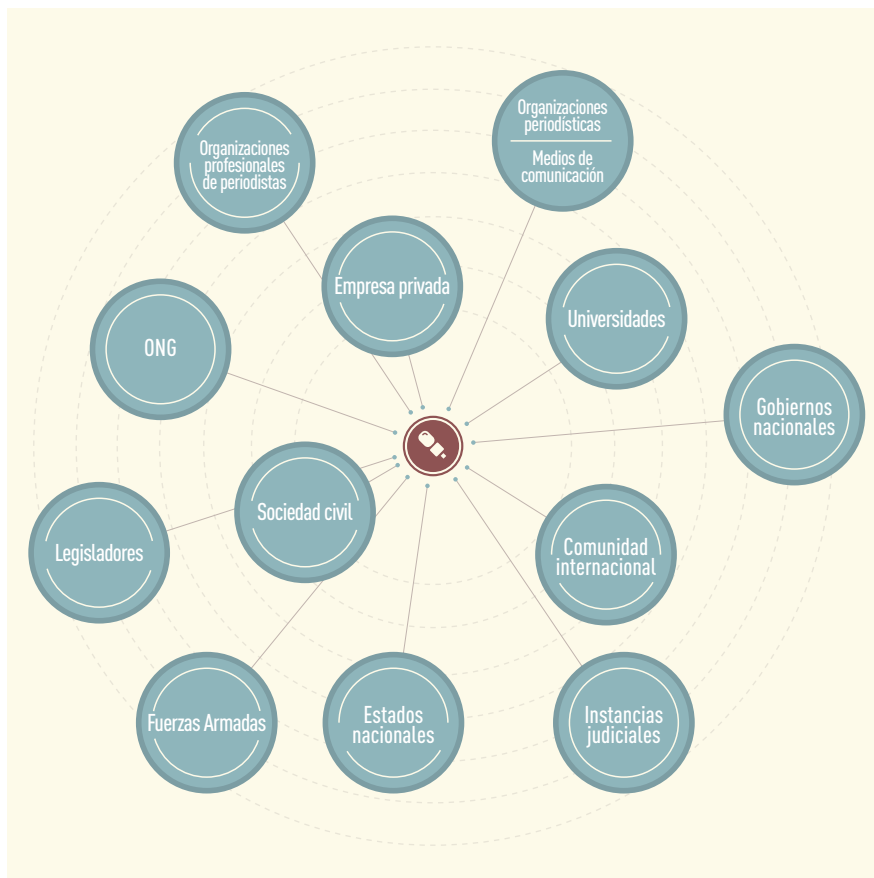 Organizaciones
periodísticas
Medios de
comunicación
Organizaciones
profesionales
de periodistas
Empresa privada
Universidades
ONG
Gobiernos
nacionales
Sociedad civil
Legisladores
Comunidad
internacional
Fuerzas Armadas
Estados
nacionales
Instancias
judiciales